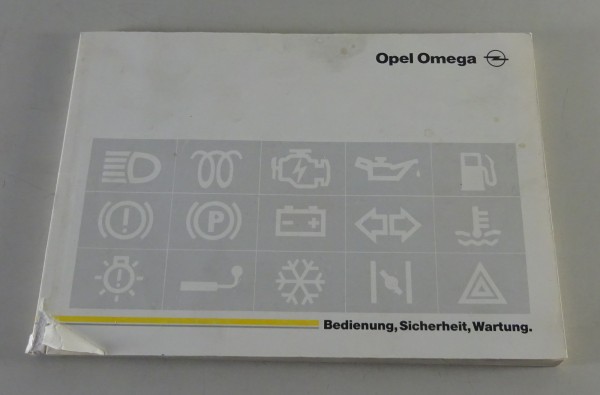 Opel Omega
P
Bedienung, Sicherheit, Wartung.